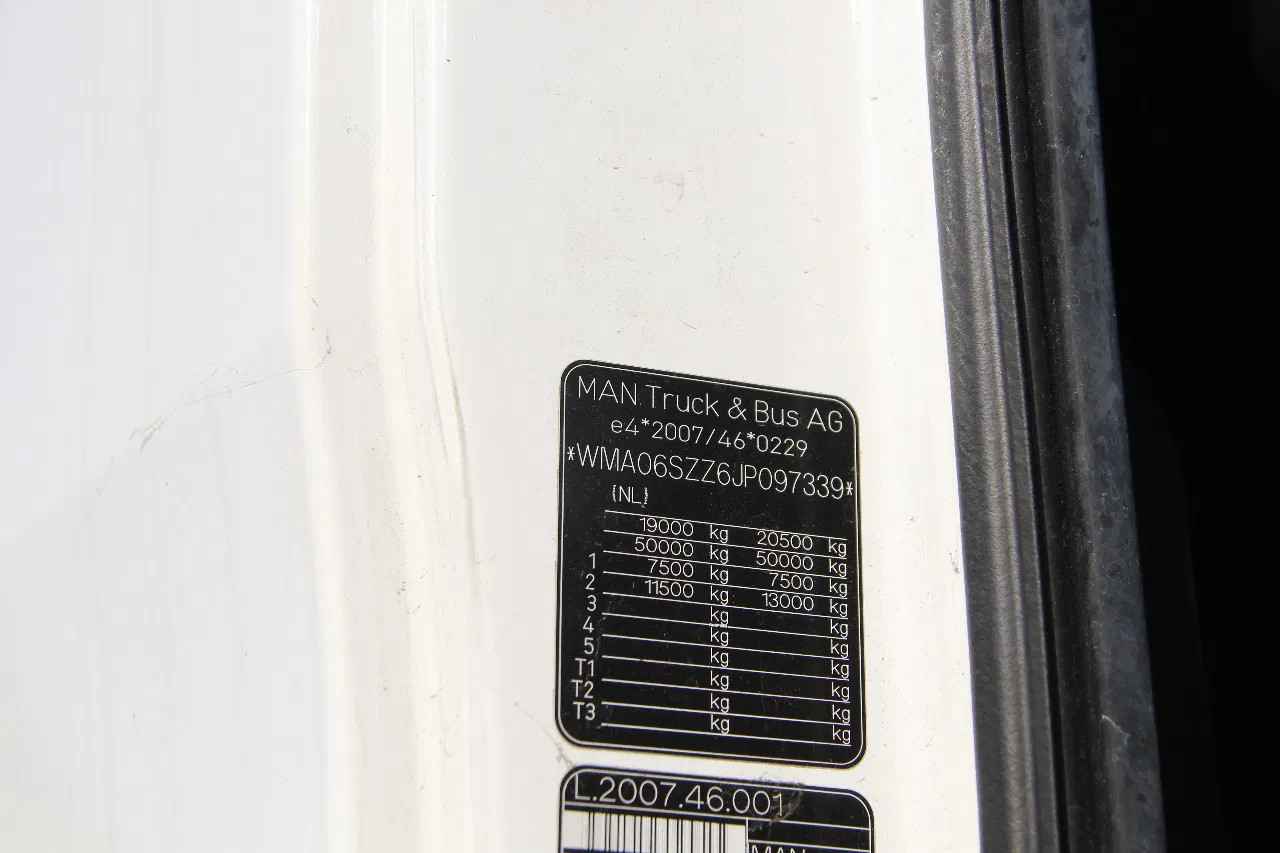 MAN Truck & Bus AG
e4*2007/46*0229
*WMA06SZZ6JP097339*
(NL)
19000 kg 20500 kg
50000 kg 50000 kg
1 7500 kg 7500 kg
2 11500 kg 13000 kg
3 kg kg
4 kg kg
5 kg kg
T1 kg kg
T2 kg kg
T3 kg kg
L.2007.46.001
MAN